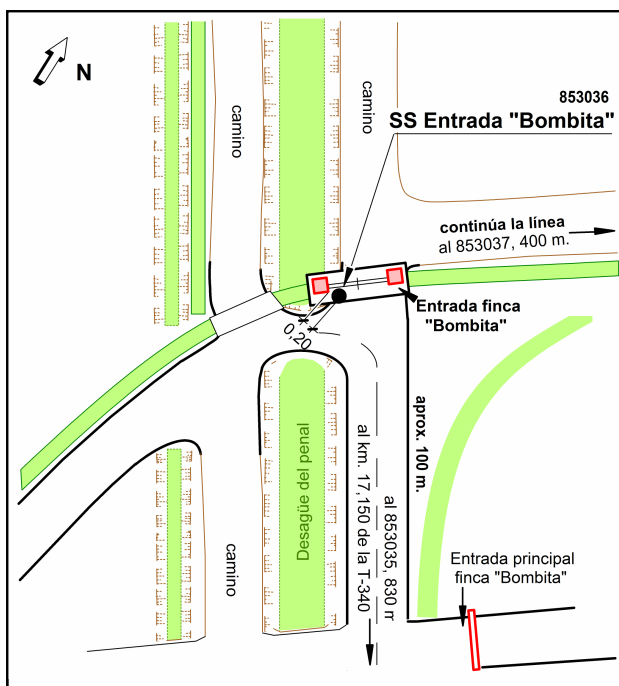 N
camino
camino
853036
SS Entrada "Bombita"
continúa la línea
al 853037, 400 m.
Entrada finca
"Bombita"
0,20
aprox. 100 m.
Desagüe del penal
al 853035, 830 m
al km. 17,150 de la T-340
camino
Entrada principal
finca "Bombita"